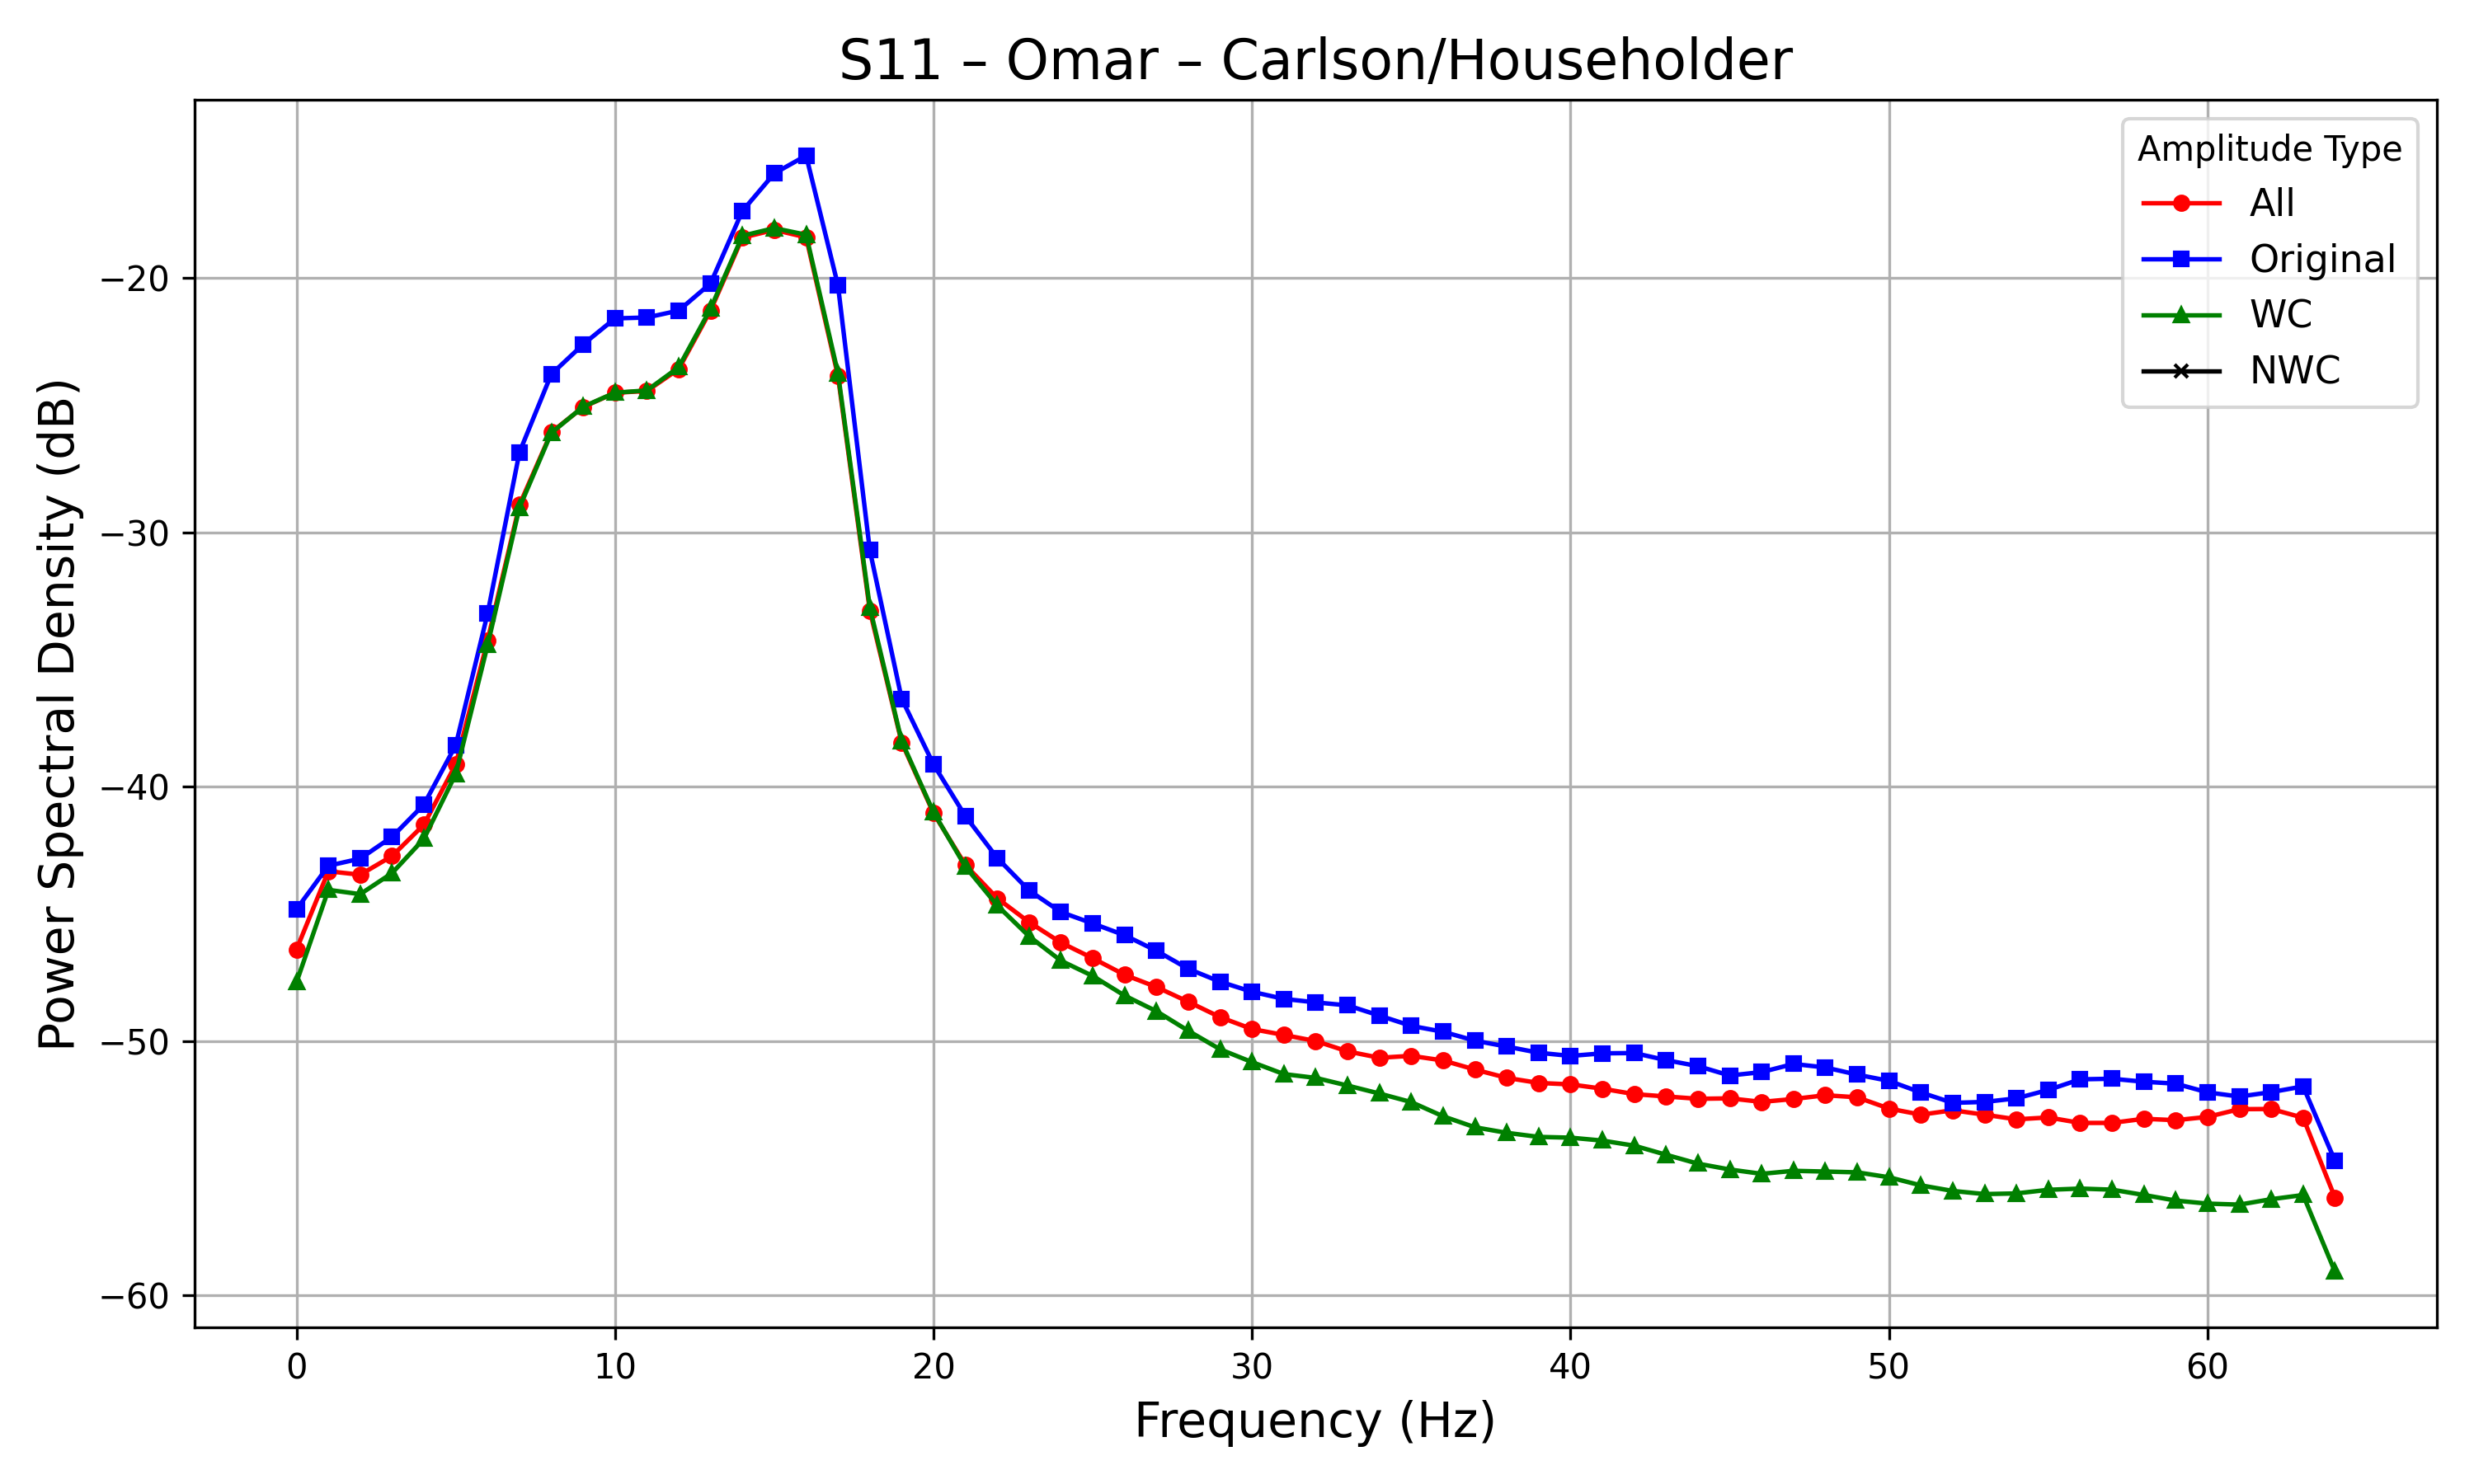 S11 – Omar – Carlson/Householder
Power Spectral Density (dB)
−20
−30
−40
−50
−60
Amplitude Type
All
Original
WC
NWC
0 10 20 30 40 50 60
Frequency (Hz)